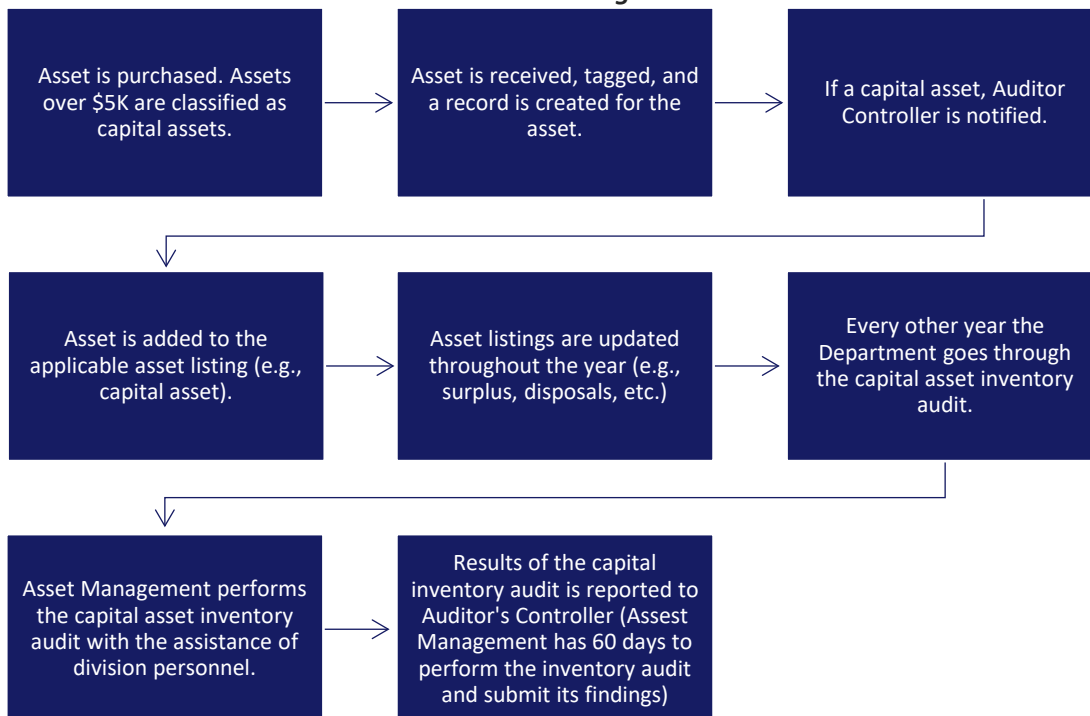 Asset is purchased. Assets
over $5K are classified as
capital assets.
Asset is received, tagged, and
a record is created for the
asset.
If a capital asset, Auditor
Controller is notified.
Asset is added to the
applicable asset listing (e.g.,
capital asset).
Asset listings are updated
throughout the year (e.g.,
surplus, disposals, etc.)
Every other year the
Department goes through
the capital asset inventory
audit.
Asset Management performs
the capital asset inventory
audit with the assistance of
division personnel.
Results of the capital
inventory audit is reported to
Auditor's Controller (Assest
Management has 60 days to
perform the inventory audit
and submit its findings)